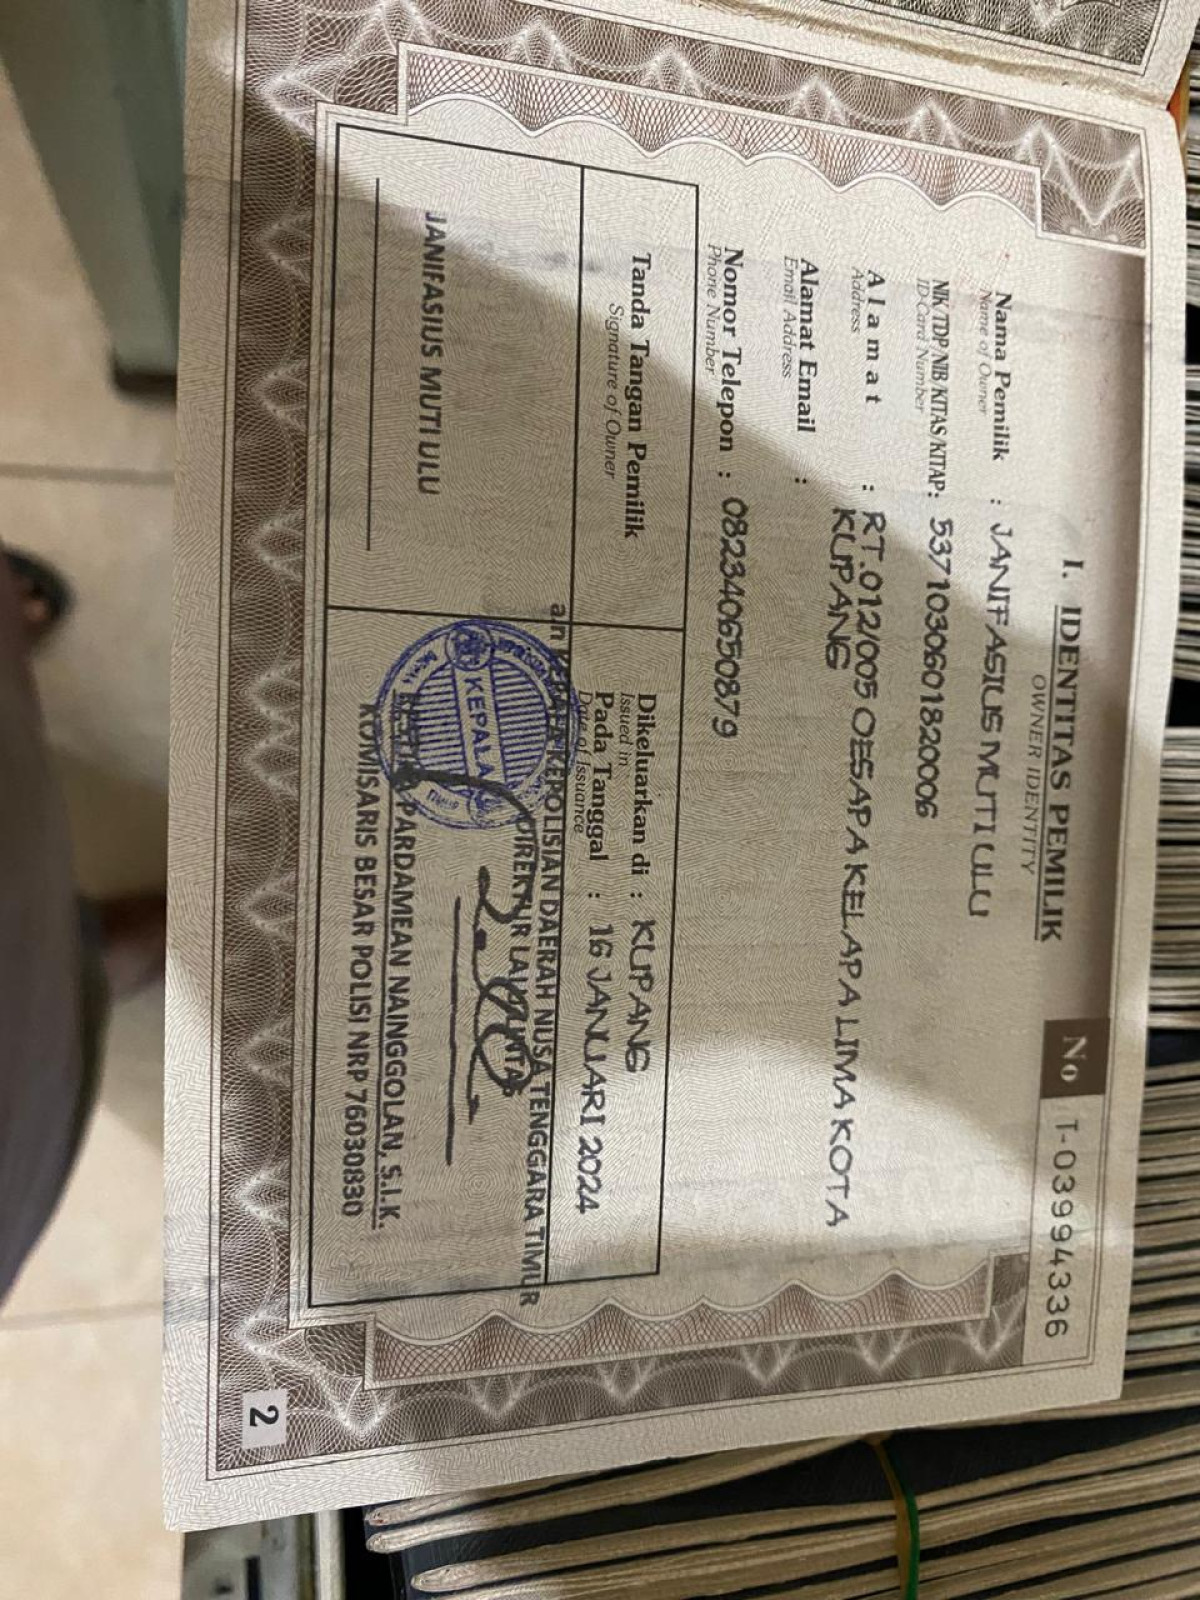 No T-03994336
I. IDENTITAS PEMILIK
OWNER IDENTITY
Nama Pemilik : JANIFASIUS MUTI ULU
Name of Owner
NIK/TDP/NIB/KITAS/KITAP: 5371030601820006
ID Card Number
Alamat : RT.012/005 OESAPA KELAPA LIMA KOTA
Address
KUPANG
Alamat Email :
Email Address
Nomor Telepon : 082340650879
Phone Number
Tanda Tangan Pemilik
Signature of Owner
JANIFASIUS MUTI ULU
Dikeluarkan di : KUPANG
Issued in
Pada Tanggal : 16 JANUARI 2024
Date of Issuance
an KEPALA KEPOLISIAN DAERAH NUSA TENGGARA TIMUR
DIREKTUR LALU LINTAS
KEPALA
PARDAMEAN NAINGGOLAN, S.I.K.
KOMISARIS BESAR POLISI NRP 76030830
2